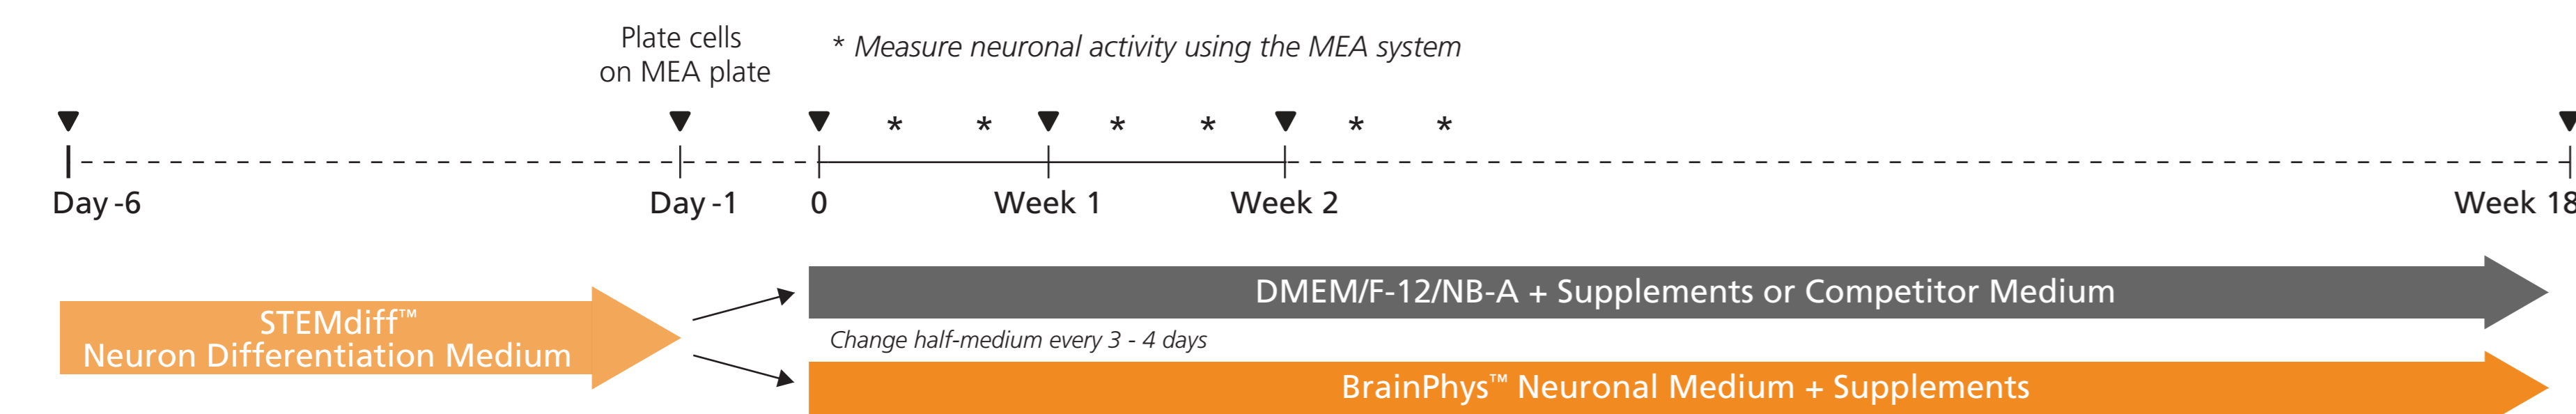 Plate cells
on MEA plate
* Measure neuronal activity using the MEA system
* * * * * *
Day -6 Day -1 0 Week 1 Week 2 Week 18
DMEM/F-12/NB-A + Supplements or Competitor Medium
STEMdiff™
Neuron Differentiation Medium
Change half-medium every 3 - 4 days
BrainPhys™ Neuronal Medium + Supplements